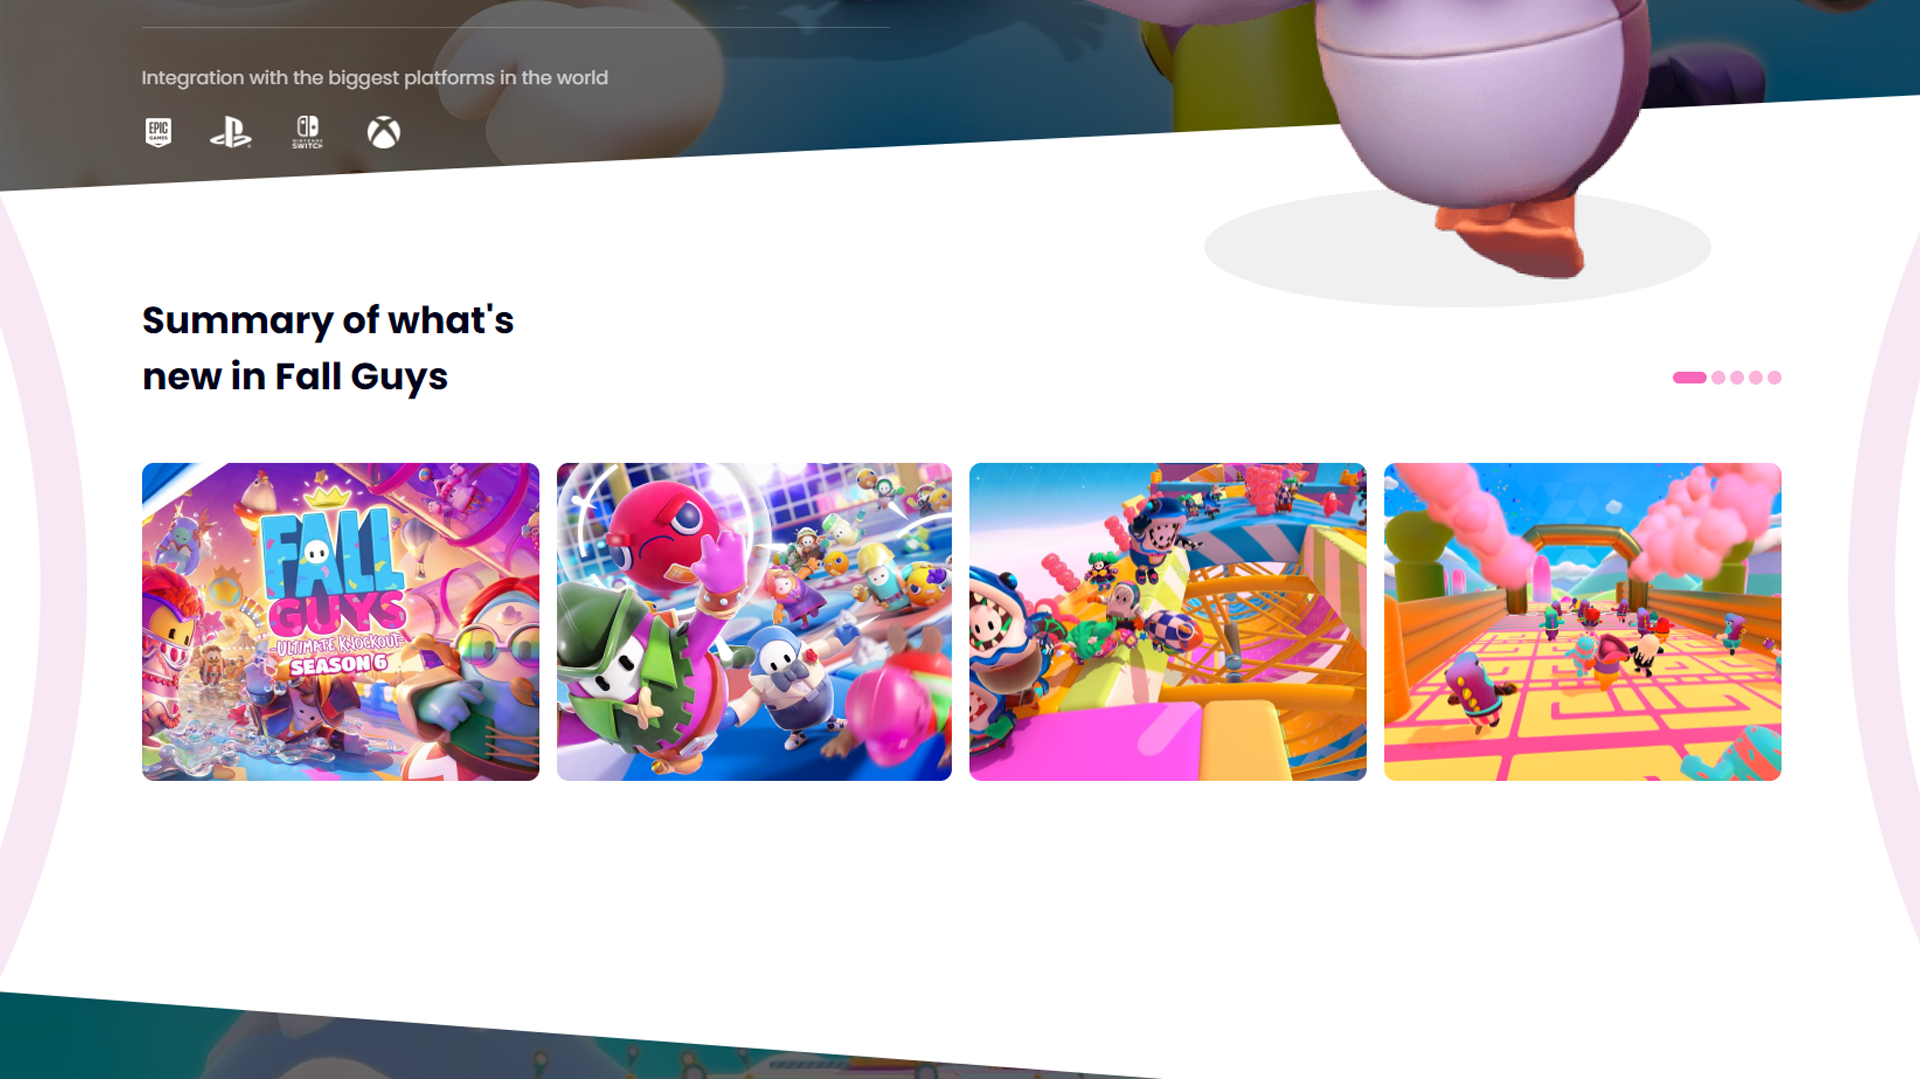 Integration with the biggest platforms in the world
EPIC
GAMES
NINTENDO
SWITCH
Summary of what's
new in Fall Guys
FALL
GUYS
ULTIMATE KNOCKOUT
SEASON 6